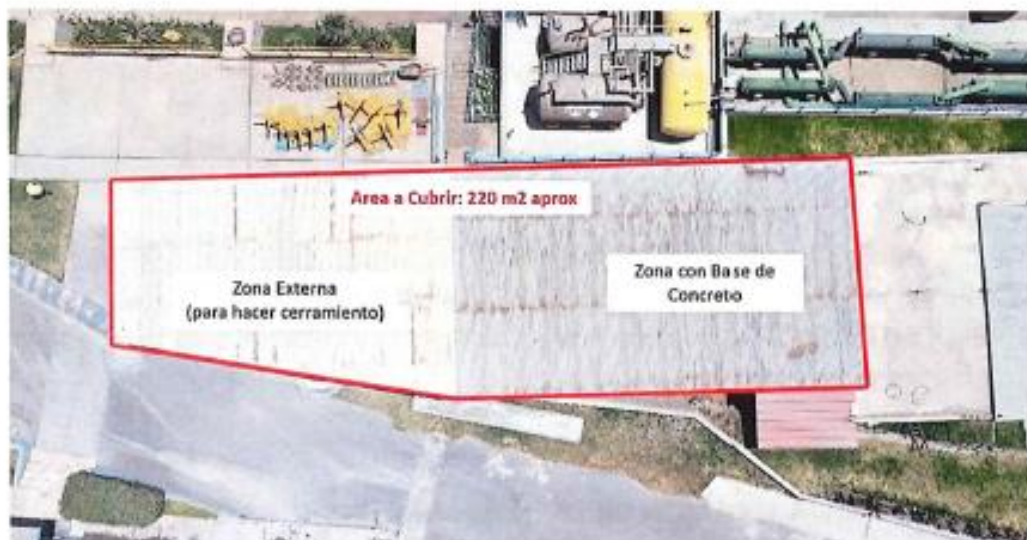 Area a Cubrir: 220 m2 aprox
Zona Externa
(para hacer cerramiento)
Zona con Base de
Concreto